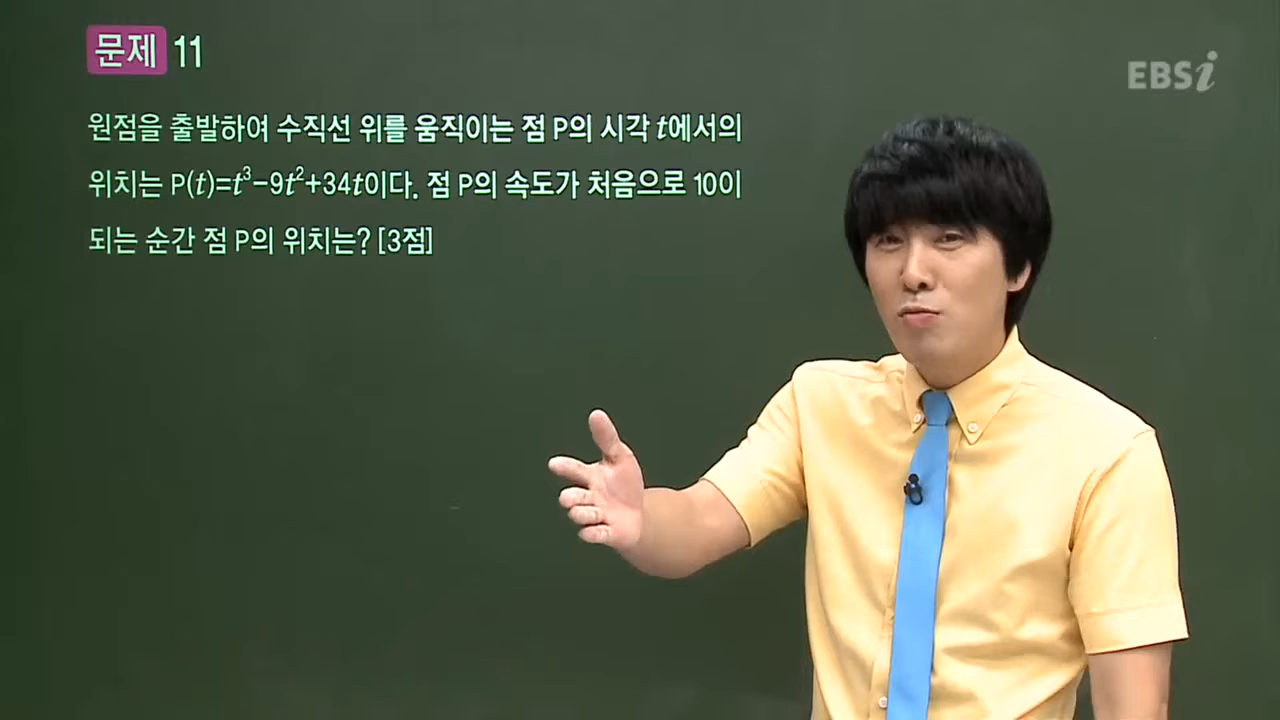 문제 11
EBSi
원점을 출발하여 수직선 위를 움직이는 점 P의 시각 t에서의
위치는 P(t)=t³-9t²+34t이다. 점 P의 속도가 처음으로 10이
되는 순간 점 P의 위치는? [3점]